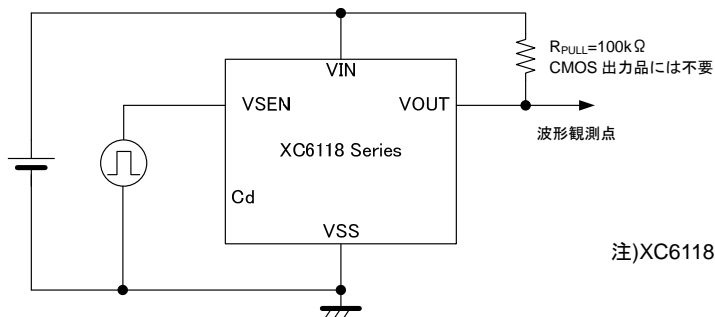 R_PULL=100kΩ
CMOS 出力品には不要
VIN
VSEN
VOUT
波形観測点
XC6118 Series
Cd
VSS
注)XC6118